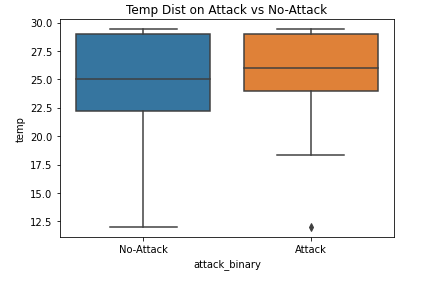 Temp Dist on Attack vs No-Attack
30.0
27.5
25.0
22.5
20.0
17.5
15.0
12.5
temp
No-Attack
Attack
attack_binary